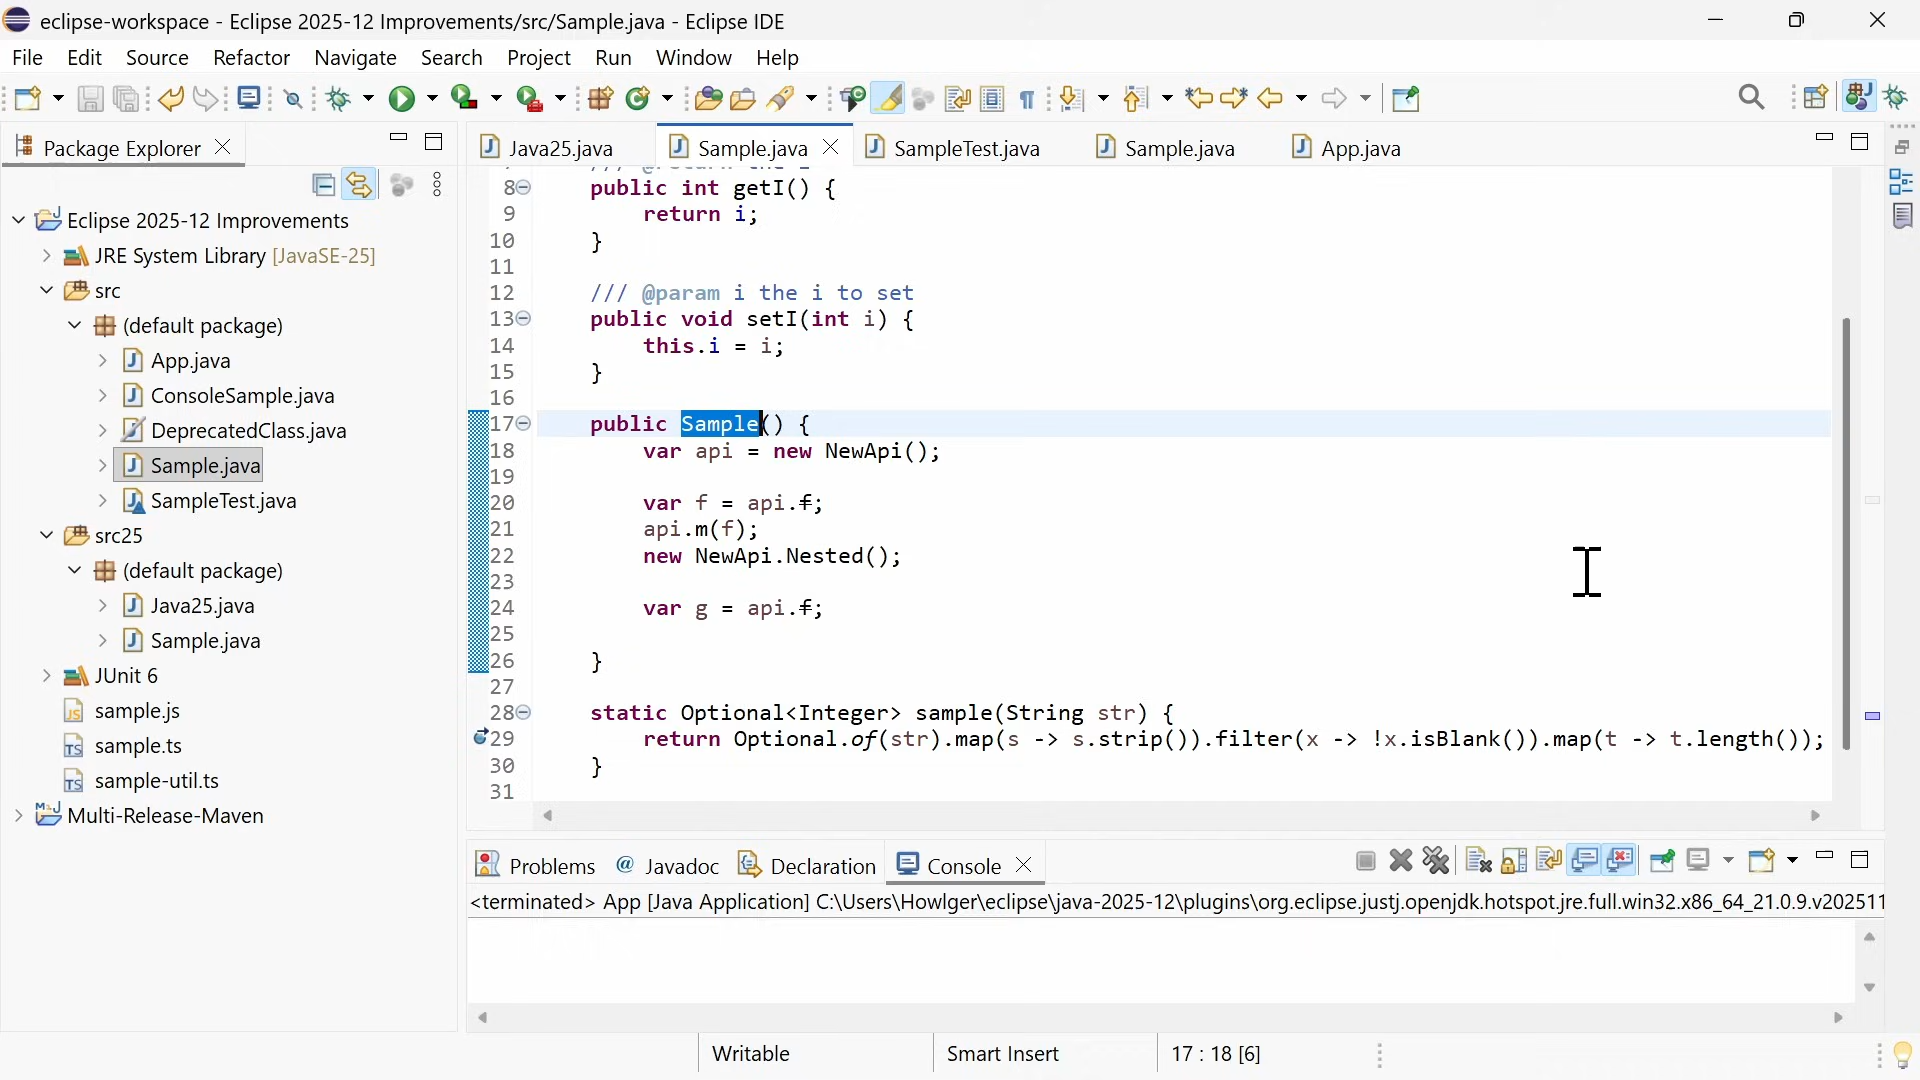 eclipse-workspace - Eclipse 2025-12 Improvements/src/Sample.java - Eclipse IDE
File Edit Source Refactor Navigate Search Project Run Window Help
Package Explorer
Eclipse 2025-12 Improvements
JRE System Library [JavaSE-25]
src
(default package)
App.java
ConsoleSample.java
DeprecatedClass.java
Sample.java
SampleTest.java
src25
(default package)
Java25.java
Sample.java
JUnit 6
sample.js
sample.ts
sample-util.ts
Multi-Release-Maven
Java25.java Sample.java SampleTest.java Sample.java App.java
8 public int getI() {
9 return i;
10 }
11
12 /// @param i the i to set
13 public void setI(int i) {
14 this.i = i;
15 }
16
17 public Sample() {
18 var api = new NewApi();
19
20 var f = api.f;
21 api.m(f);
22 new NewApi.Nested();
23
24 var g = api.f;
25
26 }
27
28 static Optional<Integer> sample(String str) {
29 return Optional.of(str).map(s -> s.strip()).filter(x -> !x.isBlank()).map(t -> t.length());
30 }
31
Problems Javadoc Declaration Console
<terminated> App [Java Application] C:\Users\Howlger\eclipse\java-2025-12\plugins\org.eclipse.justj.openjdk.hotspot.jre.full.win32.x86_64_21.0.9.v202511
Writable Smart Insert 17 : 18 [6]